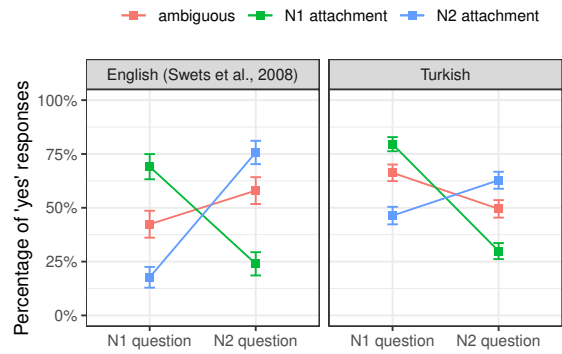 ambiguous N1 attachment N2 attachment
English (Swets et al., 2008) Turkish
Percentage of 'yes' responses
100%
75%
50%
25%
0%
N1 question N2 question N1 question N2 question